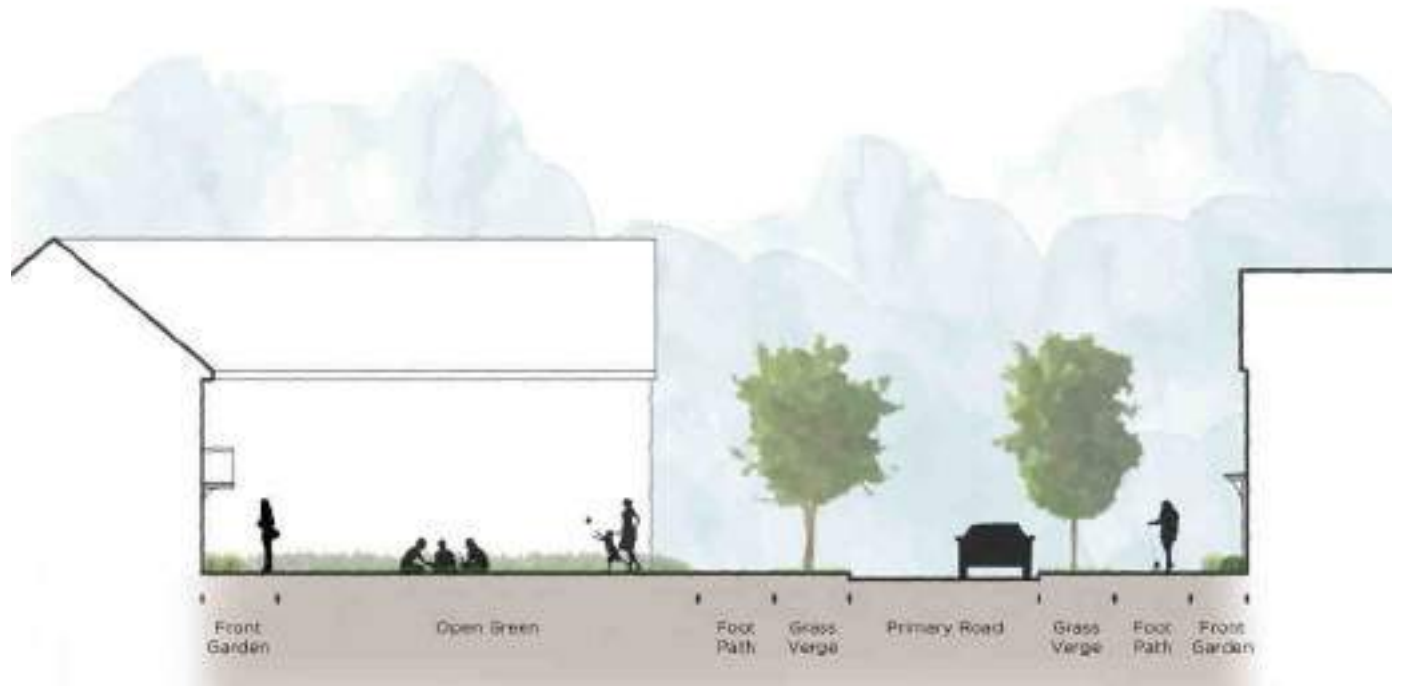 Front
Garden
Open Green
Foot
Path
Grass
Verge
Primary Road
Grass
Verge
Foot
Path
Front
Garden